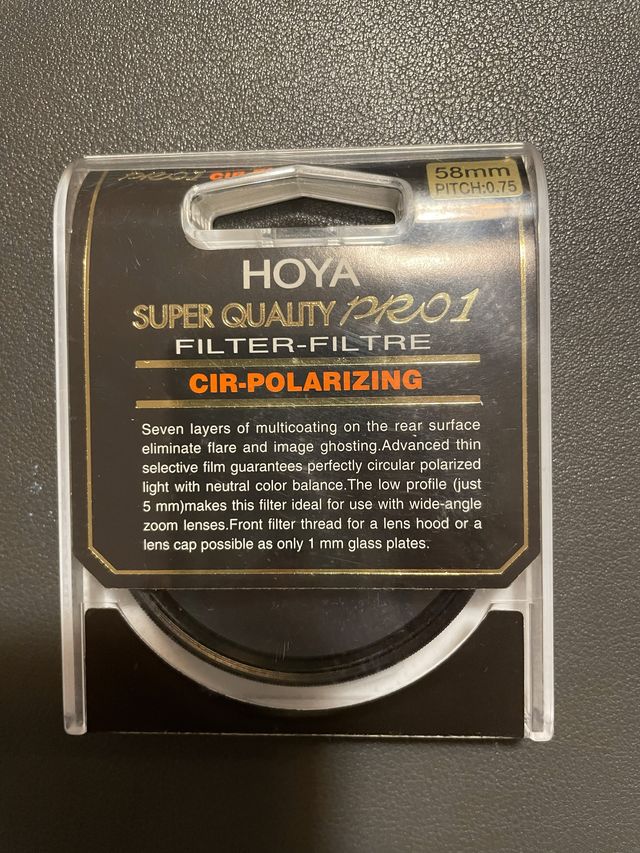 PRO1
58mm
PITCH:0.75
HOYA
SUPER QUALITY PRO1
FILTER-FILTRE
CIR-POLARIZING
Seven layers of multicoating on the rear surface
eliminate flare and image ghosting.Advanced thin
selective film guarantees perfectly circular polarized
light with neutral color balance.The low profile (just
5 mm)makes this filter ideal for use with wide-angle
zoom lenses.Front filter thread for a lens hood or a
lens cap possible as only 1 mm glass plates.